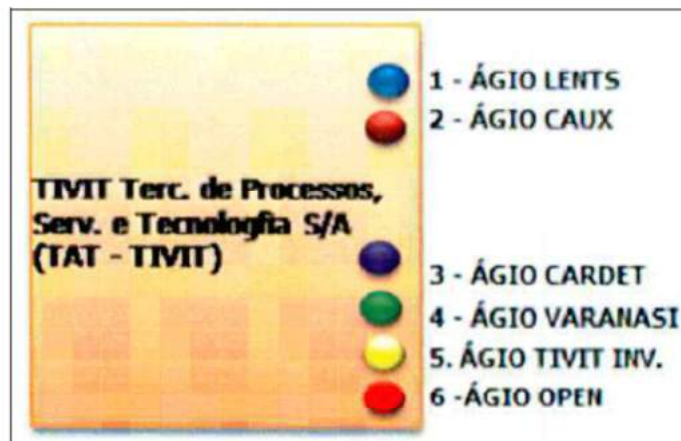 1 - ÁGIO LENTS
2 - ÁGIO CAUX
TIVIT Terc. de Processos,
Serv. e Tecnologfia S/A
(TAT - TIVIT)
3 - ÁGIO CARDET
4 - ÁGIO VARANASI
5. ÁGIO TIVIT INV.
6 -ÁGIO OPEN